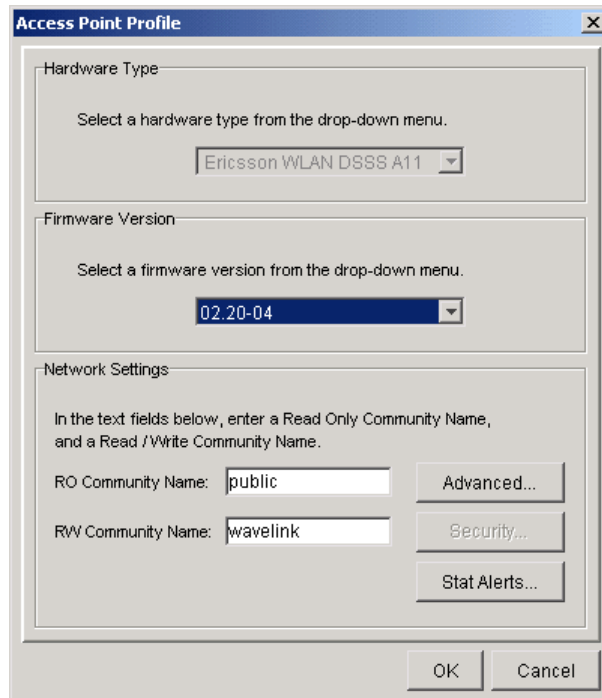 Access Point Profile
Hardware Type
Select a hardware type from the drop-down menu.
Ericsson WLAN DSSS A11
Firmware Version
Select a firmware version from the drop-down menu.
02.20-04
Network Settings
In the text fields below, enter a Read Only Community Name,
and a Read / Write Community Name.
RO Community Name: public Advanced...
RW Community Name: wavelink Security...
Stat Alerts...
OK Cancel